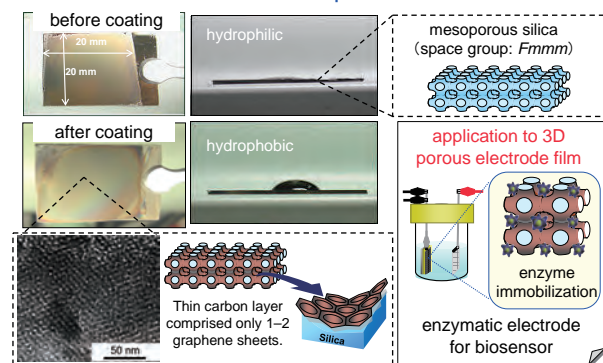 before coating
20 mm
20 mm
hydrophilic
mesoporous silica
(space group: Fmmm)
after coating
hydrophobic
application to 3D
porous electrode film
enzyme
immobilization
enzymatic electrode
for biosensor
50 nm
Thin carbon layer
comprised only 1–2
graphene sheets.
Silica